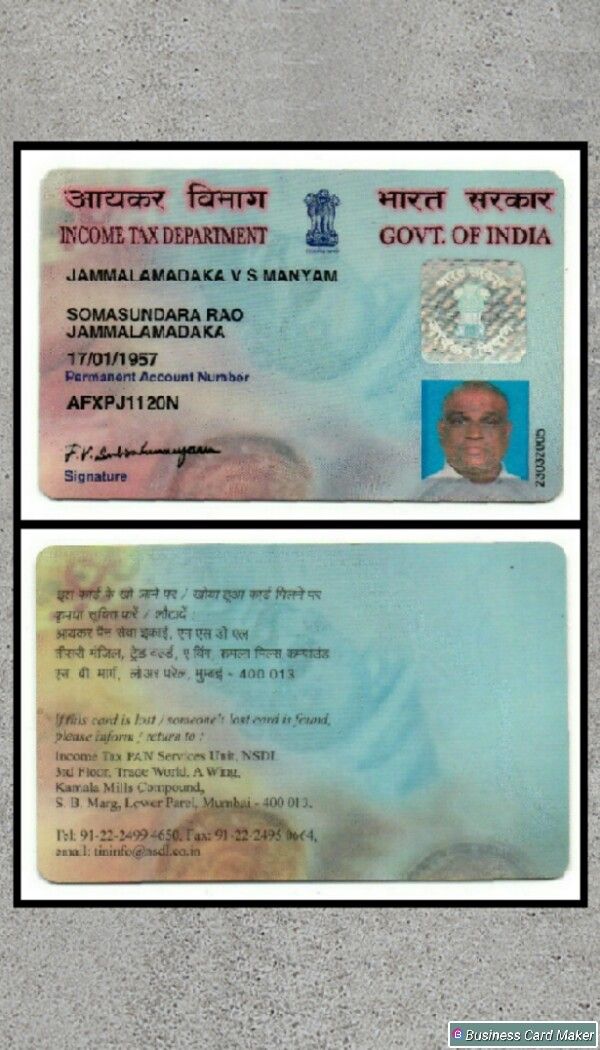 आयकर विभाग
INCOME TAX DEPARTMENT
भारत सरकार
GOVT. OF INDIA
JAMMALAMADAKA V S MANYAM
SOMASUNDARA RAO
JAMMALAMADAKA
17/01/1957
Permanent Account Number
AFXPJ1120N
Signature
23032005
इस कार्ड के खो जाने पर / खोया हुआ कार्ड मिलने पर
कृपया सूचित करें / लौटाएं :
आयकर पैन सेवा इकाई, एन एस डी एल
तीसरी मंजिल, ट्रेड वर्ल्ड, ए विंग, कमला मिल्स कम्पाउंड
एस. बी. मार्ग, लोअर परेल, मुम्बई - 400 013
If this card is lost / someone's lost card is found,
please inform / return to :
Income Tax PAN Services Unit, NSDL
3rd Floor, Trade World, A Wing,
Kamala Mills Compound,
S. B. Marg, Lower Parel, Mumbai - 400 013.
Tel: 91-22-2499 4650, Fax: 91-22-2495 0664,
email: tininfo@nsdl.co.in
Business Card Maker